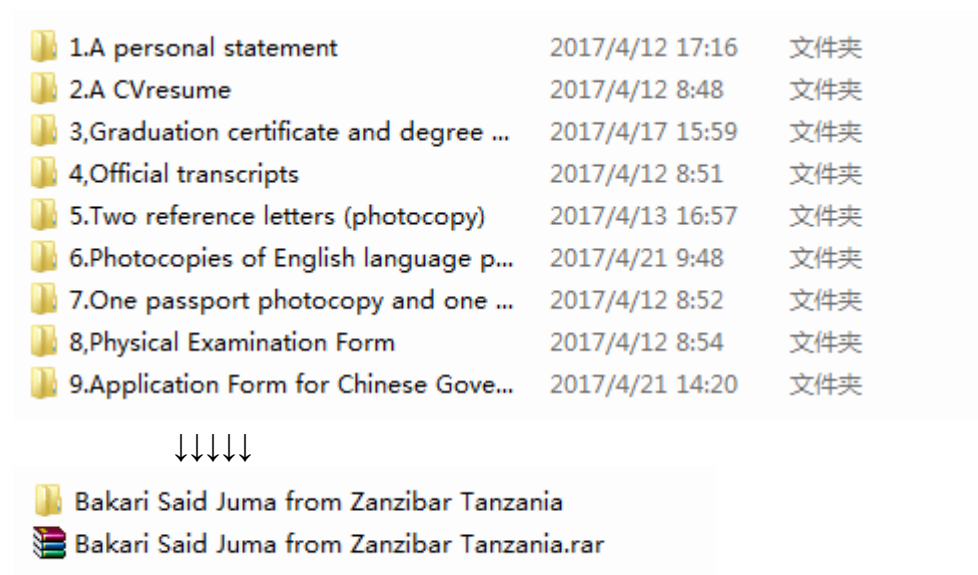 1.A personal statement 2017/4/12 17:16 文件夹
2.A CVresume 2017/4/12 8:48 文件夹
3,Graduation certificate and degree ... 2017/4/17 15:59 文件夹
4,Official transcripts 2017/4/12 8:51 文件夹
5.Two reference letters (photocopy) 2017/4/13 16:57 文件夹
6.Photocopies of English language p... 2017/4/21 9:48 文件夹
7.One passport photocopy and one ... 2017/4/12 8:52 文件夹
8,Physical Examination Form 2017/4/12 8:54 文件夹
9.Application Form for Chinese Gove... 2017/4/21 14:20 文件夹
↓↓↓↓↓
Bakari Said Juma from Zanzibar Tanzania
Bakari Said Juma from Zanzibar Tanzania.rar